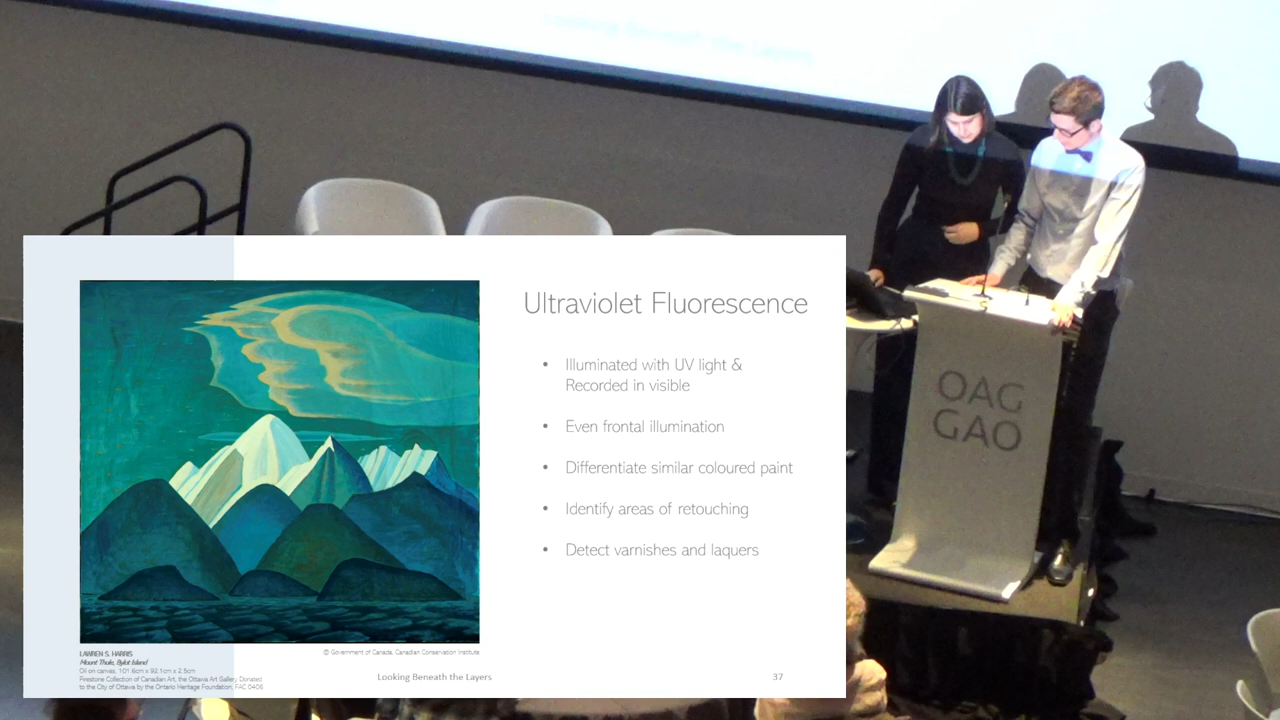 OAG
GAO
Ultraviolet Fluorescence
• Illuminated with UV light &
Recorded in visible
• Even frontal illumination
• Differentiate similar coloured paint
• Identify areas of retouching
• Detect varnishes and laquers
© Government of Canada, Canadian Conservation Institute
LAWREN S. HARRIS
Mount Thule, Bylot Island
Oil on canvas, 101.6cm x 92.1cm x 2.5cm
Firestone Collection of Canadian Art, the Ottawa Art Gallery: Donated
to the City of Ottawa by the Ontario Heritage Foundation, FAC 0406
Looking Beneath the Layers
37